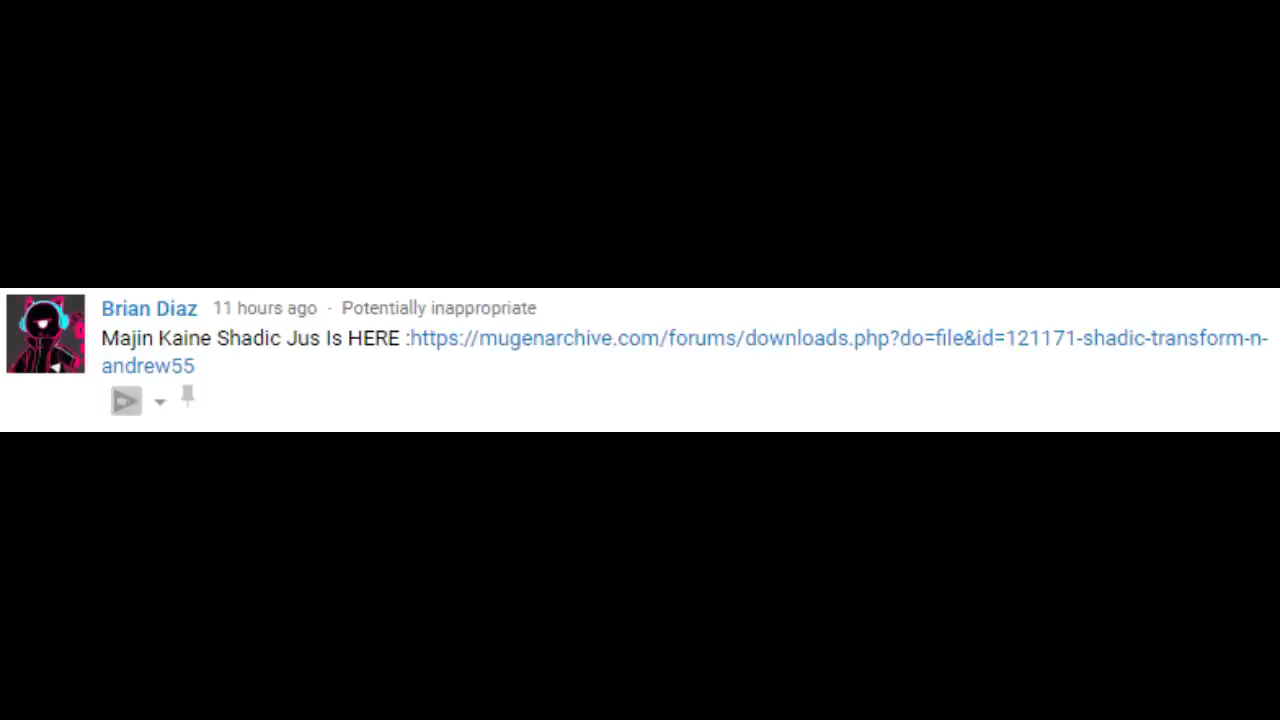 Brian Diaz 11 hours ago · Potentially inappropriate
Majin Kaine Shadic Jus Is HERE :https://mugenarchive.com/forums/downloads.php?do=file&id=121171-shadic-transform-n-
andrew55